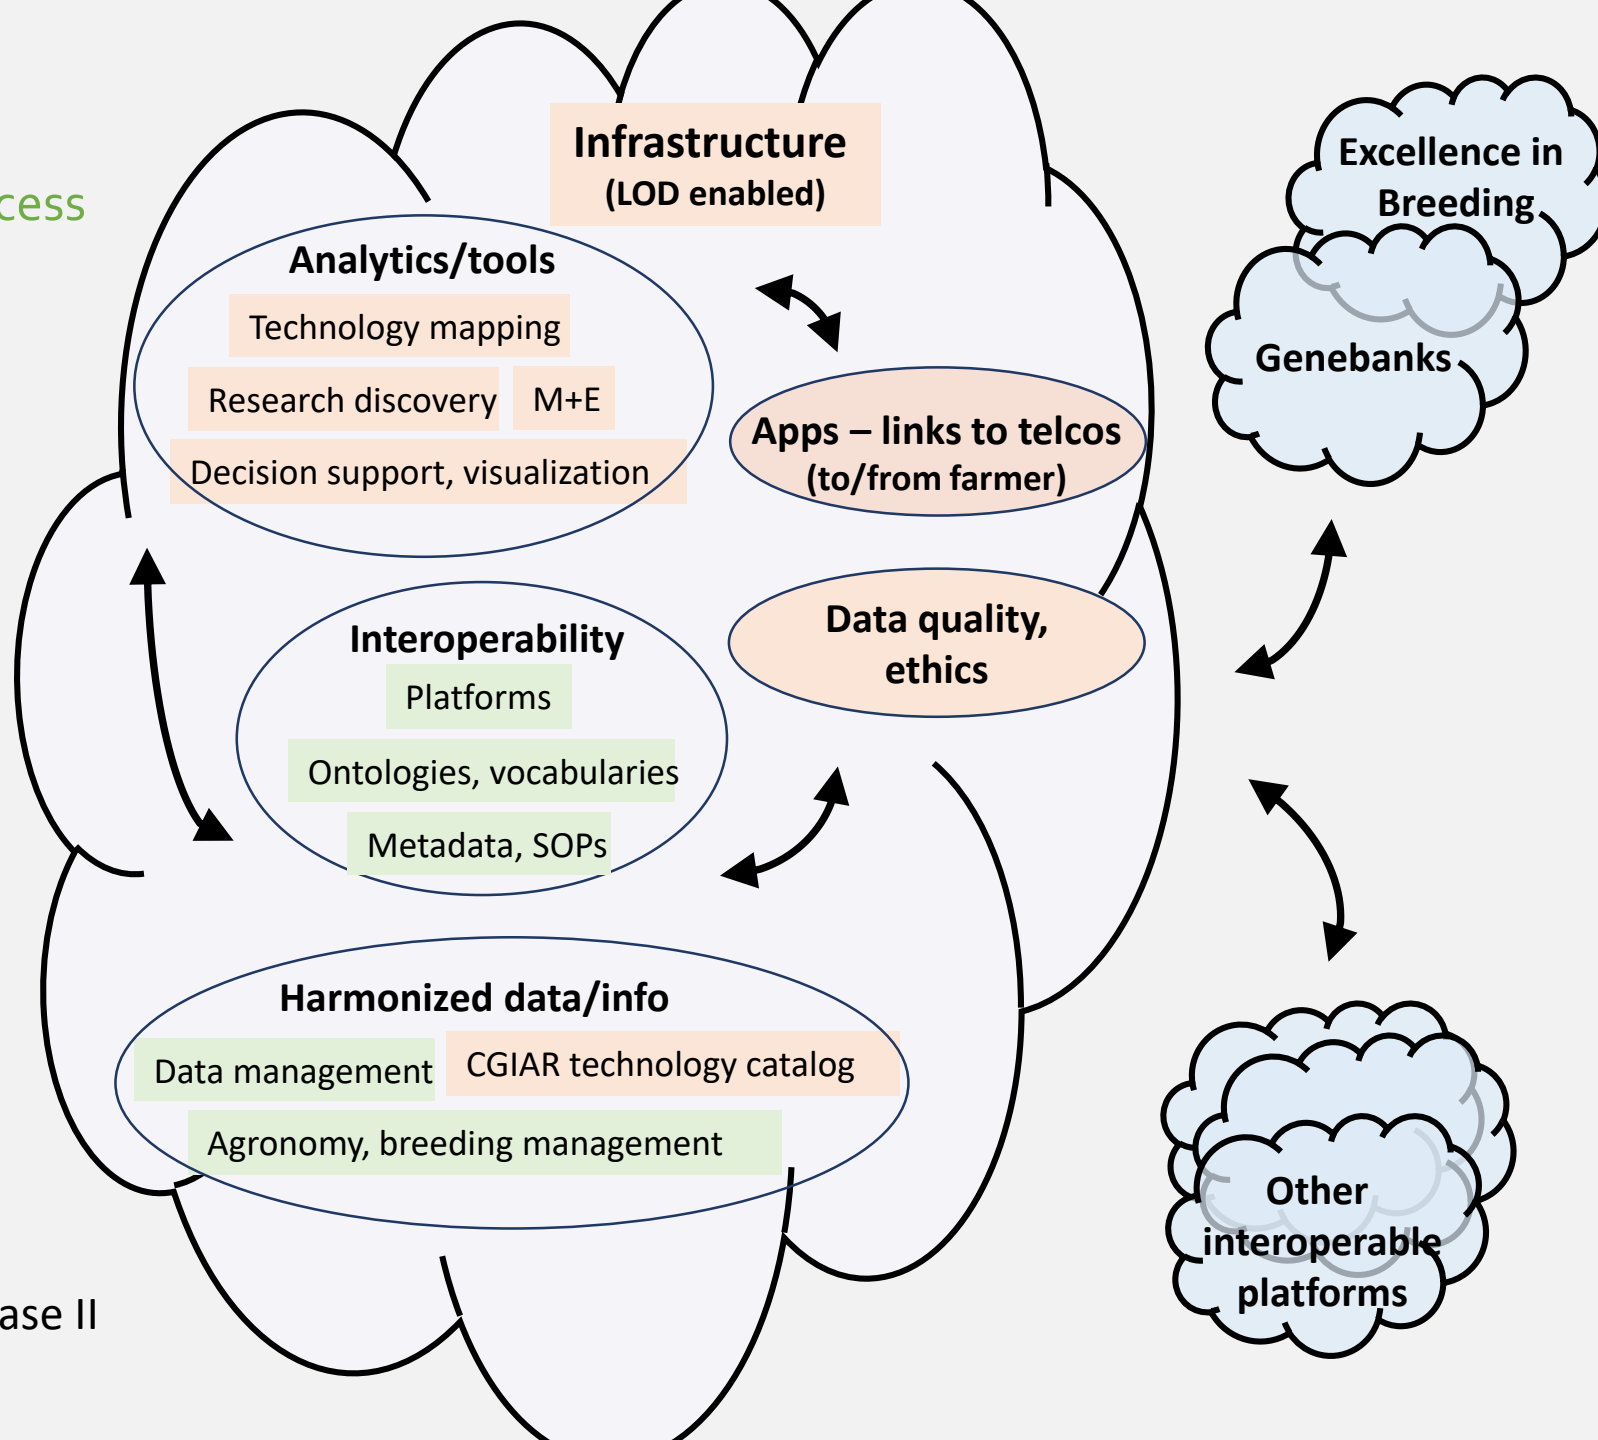 cess
Infrastructure
(LOD enabled)
Analytics/tools
Technology mapping
Research discovery
M+E
Decision support, visualization
Apps – links to telcos
(to/from farmer)
Interoperability
Platforms
Ontologies, vocabularies
Metadata, SOPs
Data quality,
ethics
Harmonized data/info
Data management
CGIAR technology catalog
Agronomy, breeding management
ase II
Excellence in
Breeding
Genebanks
Other
interoperable
platforms